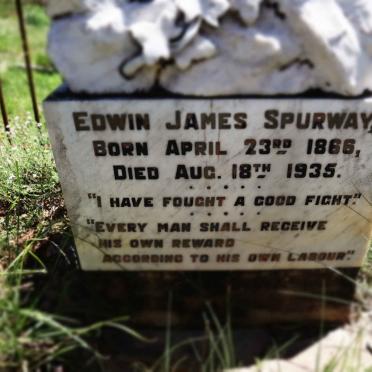 EDWIN JAMES SPURWAY,
BORN APRIL 23RD 1866,
DIED AUG. 18TH 1935.
"I HAVE FOUGHT A GOOD FIGHT."
"EVERY MAN SHALL RECEIVE
HIS OWN REWARD
ACCORDING TO HIS OWN LABOUR."